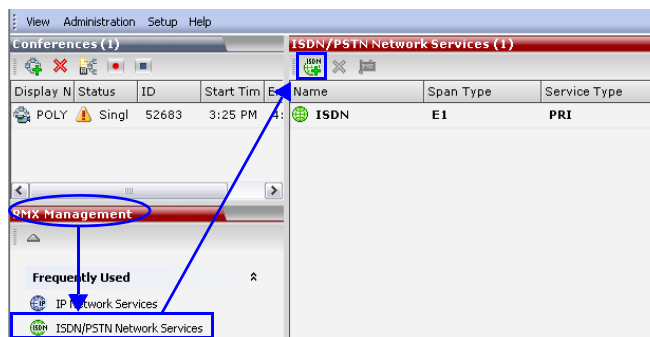 View Administration Setup Help
Conferences (1)
Display N Status ID Start Tim E
POLY Singl 52683 3:25 PM 4:
RMX Management
Frequently Used
IP Network Services
ISDN/PSTN Network Services
ISDN/PSTN Network Services (1)
ISDN
Name Span Type Service Type
ISDN E1 PRI